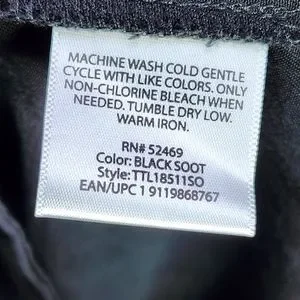 MACHINE WASH COLD GENTLE
CYCLE WITH LIKE COLORS. ONLY
NON-CHLORINE BLEACH WHEN
NEEDED. TUMBLE DRY LOW.
WARM IRON.
RN# 52469
Color: BLACK SOOT
Style: TTL18511SO
EAN/UPC 1 9119868767